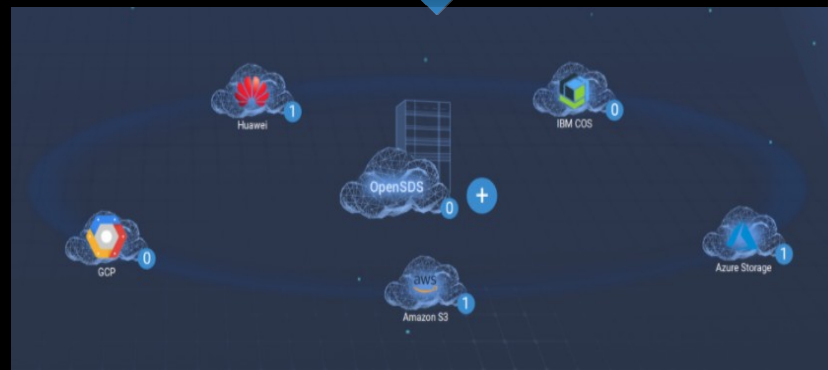 Huawei
1
IBM COS
0
OpenSDS
0
+
GCP
0
aws
Amazon S3
1
Azure Storage
1